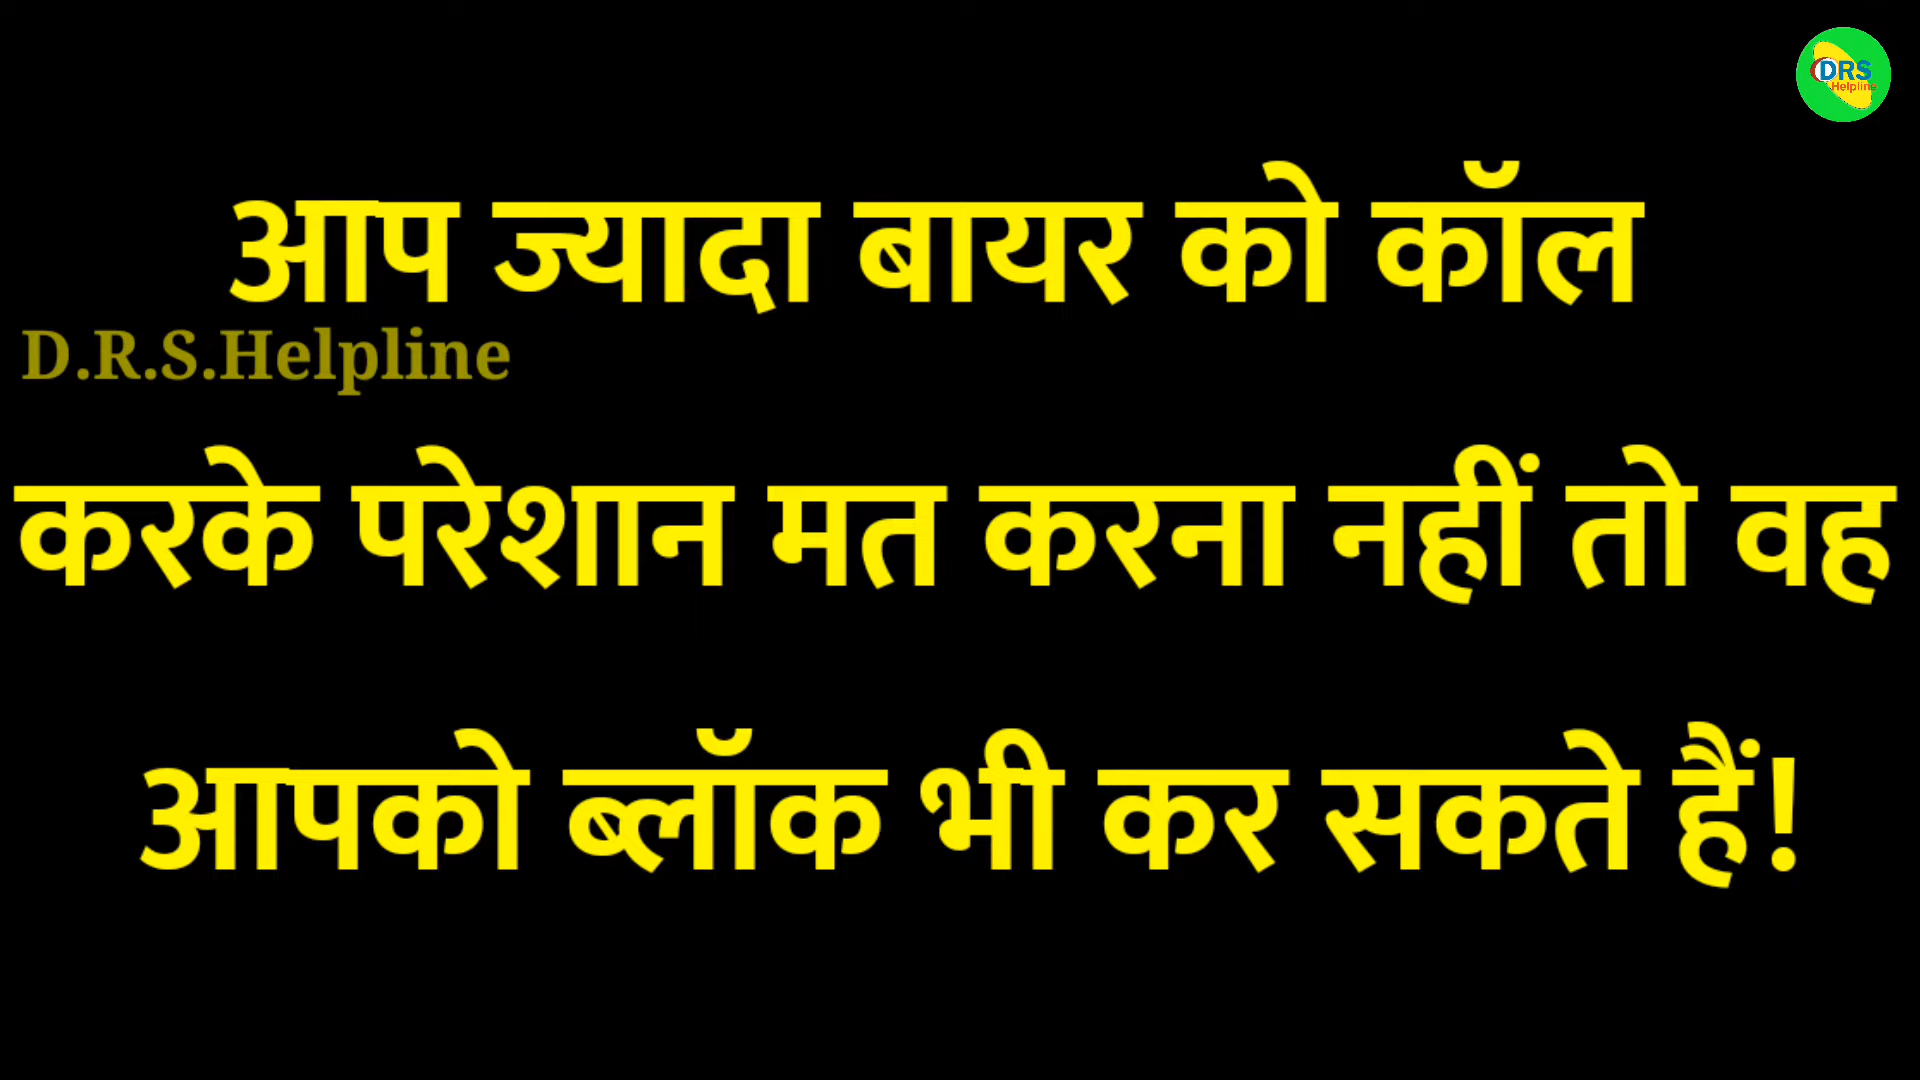 DRS
Helpline
आप ज्यादा बायर को कॉल
D.R.S.Helpline
करके परेशान मत करना नहीं तो वह
आपको ब्लॉक भी कर सकते हैं!